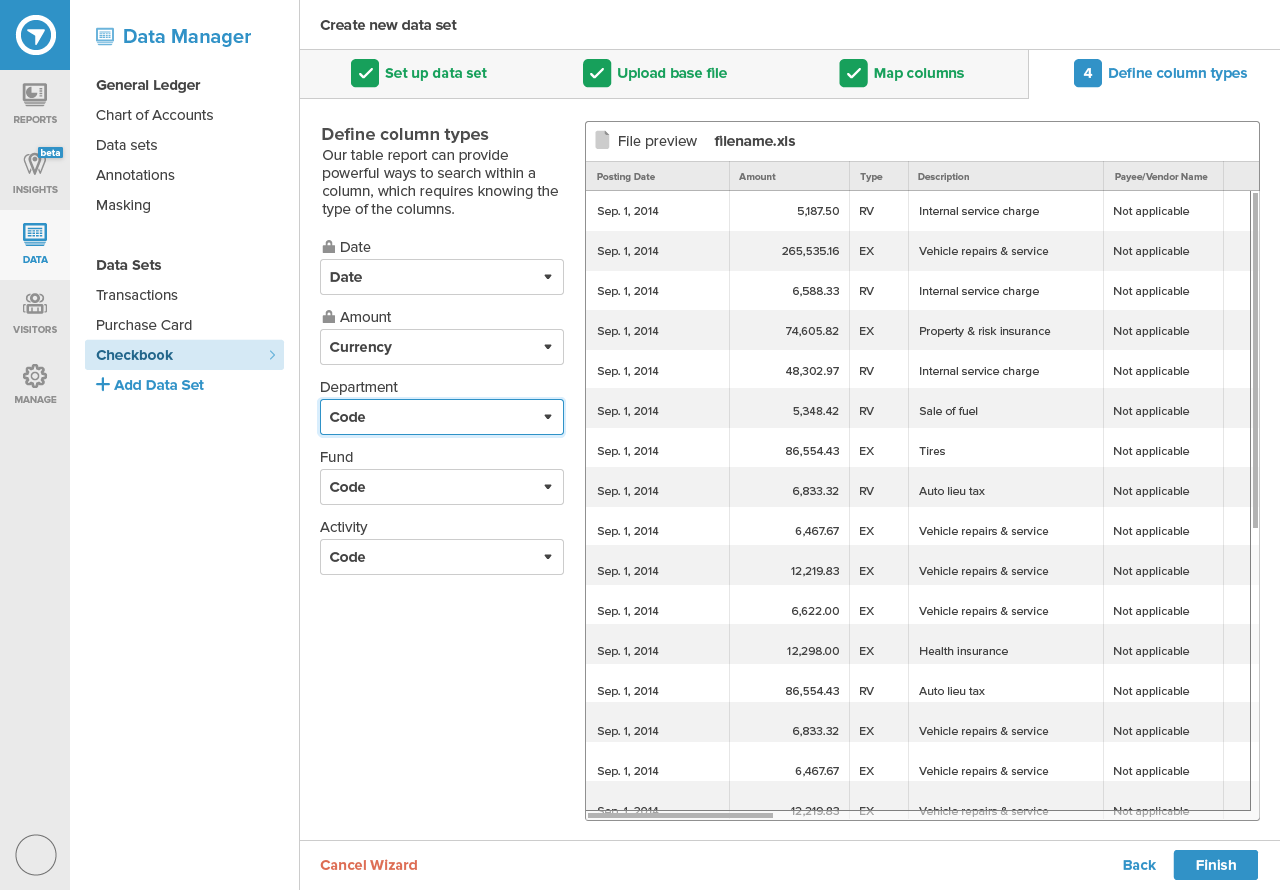 REPORTS
beta
INSIGHTS
DATA
VISITORS
MANAGE
Data Manager
General Ledger
Chart of Accounts
Data sets
Annotations
Masking
Data Sets
Transactions
Purchase Card
Checkbook
Add Data Set
Create new data set
Set up data set
Upload base file
Map columns
4 Define column types
Define column types
Our table report can provide
powerful ways to search within a
column, which requires knowing the
type of the columns.
Date
Date
Amount
Currency
Department
Code
Fund
Code
Activity
Code
File preview filename.xls
Posting Date Amount Type Description Payee/Vendor Name
Sep. 1, 2014 5,187.50 RV Internal service charge Not applicable
Sep. 1, 2014 265,535.16 EX Vehicle repairs & service Not applicable
Sep. 1, 2014 6,588.33 RV Internal service charge Not applicable
Sep. 1, 2014 74,605.82 EX Property & risk insurance Not applicable
Sep. 1, 2014 48,302.97 RV Internal service charge Not applicable
Sep. 1, 2014 5,348.42 RV Sale of fuel Not applicable
Sep. 1, 2014 86,554.43 EX Tires Not applicable
Sep. 1, 2014 6,833.32 RV Auto lieu tax Not applicable
Sep. 1, 2014 6,467.67 EX Vehicle repairs & service Not applicable
Sep. 1, 2014 12,219.83 EX Vehicle repairs & service Not applicable
Sep. 1, 2014 6,622.00 EX Vehicle repairs & service Not applicable
Sep. 1, 2014 12,298.00 EX Health insurance Not applicable
Sep. 1, 2014 86,554.43 RV Auto lieu tax Not applicable
Sep. 1, 2014 6,833.32 EX Vehicle repairs & service Not applicable
Sep. 1, 2014 6,467.67 EX Vehicle repairs & service Not applicable
Sep. 1, 2014 12,219.83 EX Vehicle repairs & service Not applicable
Cancel Wizard
Back
Finish